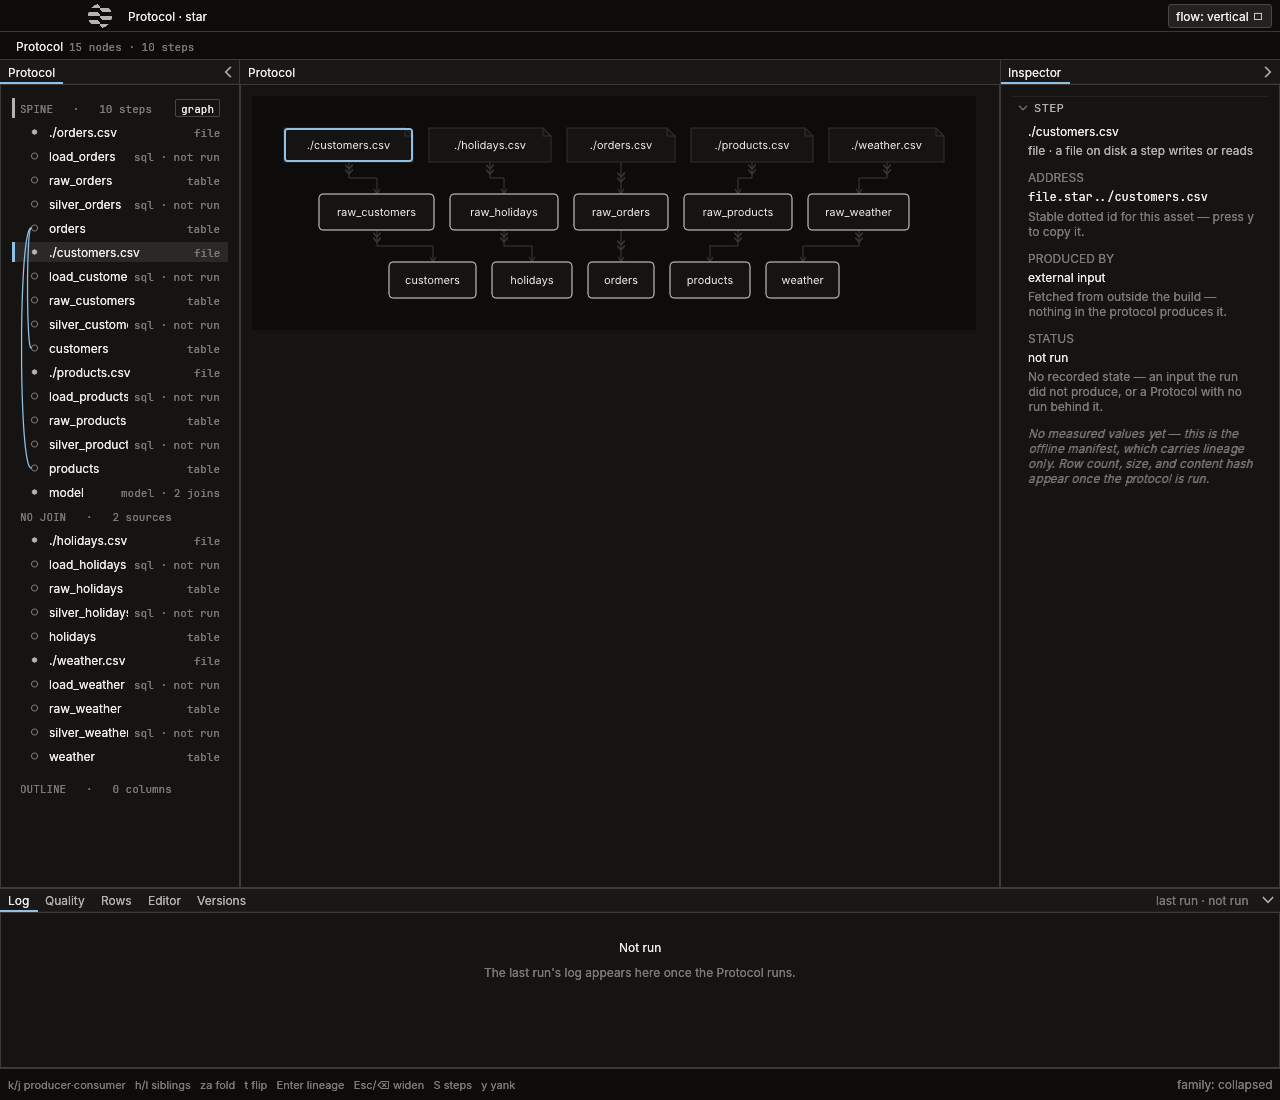 Protocol · star
flow: vertical
Protocol 15 nodes · 10 steps
Protocol
Protocol
Inspector
SPINE · 10 steps graph
./orders.csv file
load_orders sql · not run
raw_orders table
silver_orders sql · not run
orders table
./customers.csv file
load_custome sql · not run
raw_customers table
silver_custom sql · not run
customers table
./products.csv file
load_products sql · not run
raw_products table
silver_product sql · not run
products table
model model · 2 joins
NO JOIN · 2 sources
./holidays.csv file
load_holidays sql · not run
raw_holidays table
silver_holidays sql · not run
holidays table
./weather.csv file
load_weather sql · not run
raw_weather table
silver_weather sql · not run
weather table
OUTLINE · 0 columns
./customers.csv ./holidays.csv ./orders.csv ./products.csv ./weather.csv
raw_customers raw_holidays raw_orders raw_products raw_weather
customers holidays orders products weather
STEP
./customers.csv
file · a file on disk a step writes or reads
ADDRESS
file.star../customers.csv
Stable dotted id for this asset — press y
to copy it.
PRODUCED BY
external input
Fetched from outside the build —
nothing in the protocol produces it.
STATUS
not run
No recorded state — an input the run
did not produce, or a Protocol with no
run behind it.
No measured values yet — this is the
offline manifest, which carries lineage
only. Row count, size, and content hash
appear once the protocol is run.
Log Quality Rows Editor Versions
last run · not run
Not run
The last run's log appears here once the Protocol runs.
k/j producer·consumer h/l siblings za fold t flip Enter lineage Esc/⌫ widen S steps y yank
family: collapsed